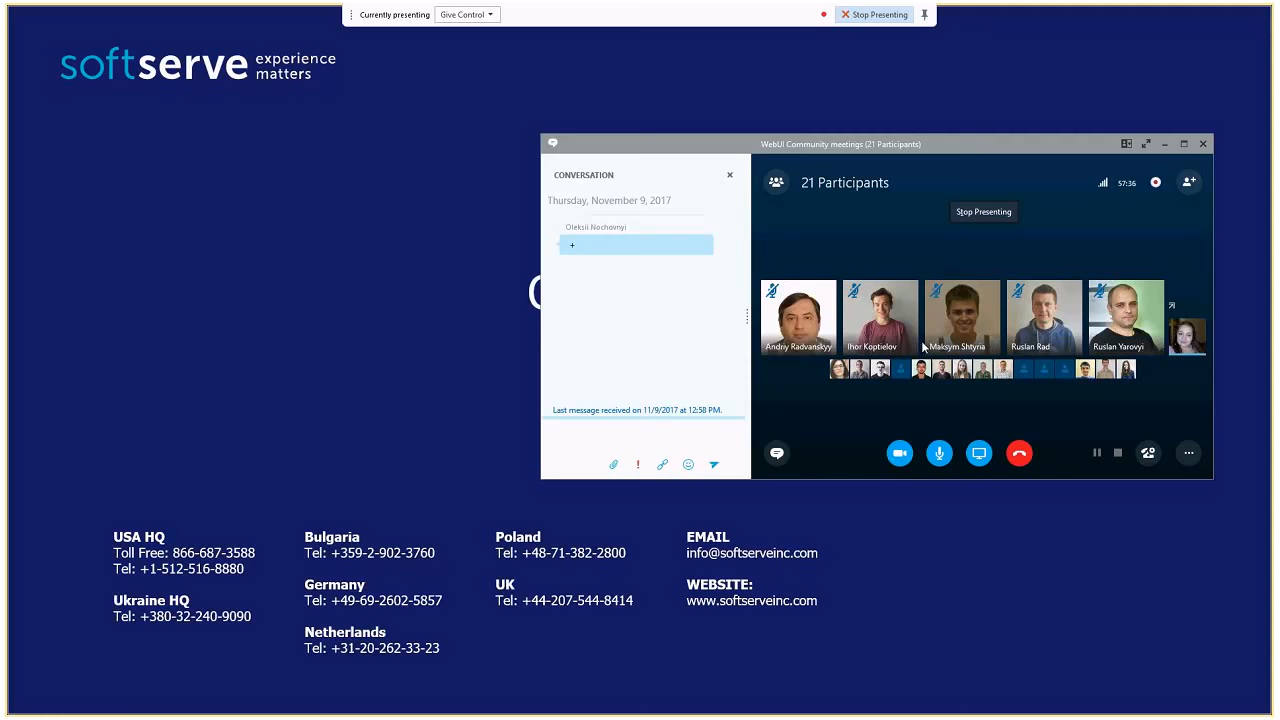 Currently presenting
Give Control
Stop Presenting
softserve experience matters
WebUI Community meetings (21 Participants)
CONVERSATION
Thursday, November 9, 2017
Oleksii Nochovnyi
+
Last message received on 11/9/2017 at 12:58 PM.
21 Participants
57:36
Stop Presenting
Andriy Radvanskyy
Ihor Koptielov
Maksym Shtyria
Ruslan Rad
Ruslan Yarovyi
USA HQ
Toll Free: 866-687-3588
Tel: +1-512-516-8880
Ukraine HQ
Tel: +380-32-240-9090
Bulgaria
Tel: +359-2-902-3760
Germany
Tel: +49-69-2602-5857
Netherlands
Tel: +31-20-262-33-23
Poland
Tel: +48-71-382-2800
UK
Tel: +44-207-544-8414
EMAIL
info@softserveinc.com
WEBSITE:
www.softserveinc.com